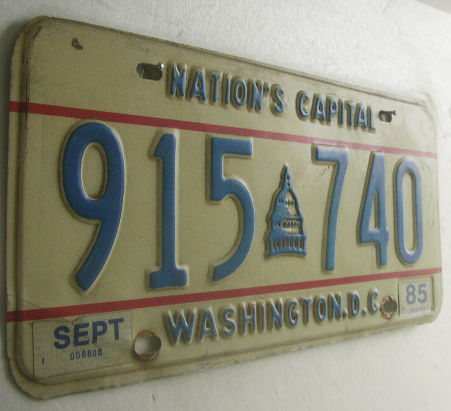 NATION'S CAPITAL
915 740
WASHINGTON, D.C.
SEPT
85